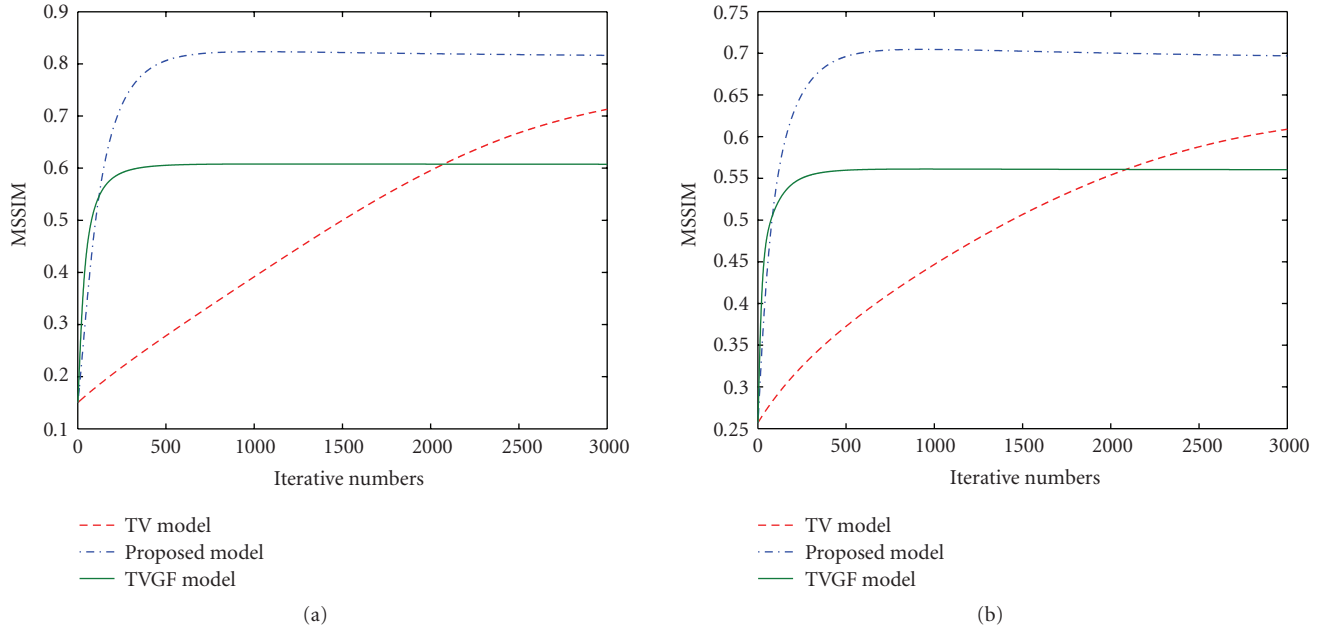 0.9
0.8
0.7
0.6
0.5
0.4
0.3
0.2
0.1
MSSIM
0 500 1000 1500 2000 2500 3000
Iterative numbers
TV model
Proposed model
TVGF model
(a)
0.75
0.7
0.65
0.6
0.55
0.5
0.45
0.4
0.35
0.3
0.25
MSSIM
0 500 1000 1500 2000 2500 3000
Iterative numbers
TV model
Proposed model
TVGF model
(b)